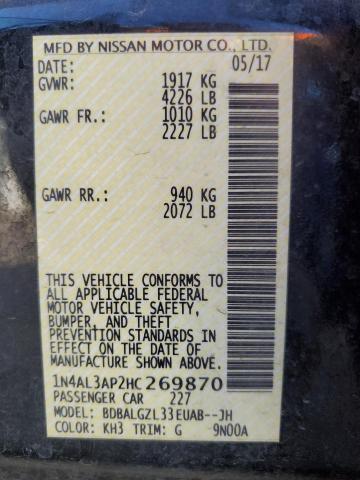 MFD BY NISSAN MOTOR CO., LTD.
DATE: 05/17
GVWR: 1917 KG
4226 LB
GAWR FR.: 1010 KG
2227 LB
GAWR RR.: 940 KG
2072 LB
THIS VEHICLE CONFORMS TO
ALL APPLICABLE FEDERAL
MOTOR VEHICLE SAFETY,
BUMPER, AND THEFT
PREVENTION STANDARDS IN
EFFECT ON THE DATE OF
MANUFACTURE SHOWN ABOVE.
1N4AL3AP2HC269870
PASSENGER CAR 227
MODEL: BDBALGZL33EUAB--JH
COLOR: KH3 TRIM: G 9N00A